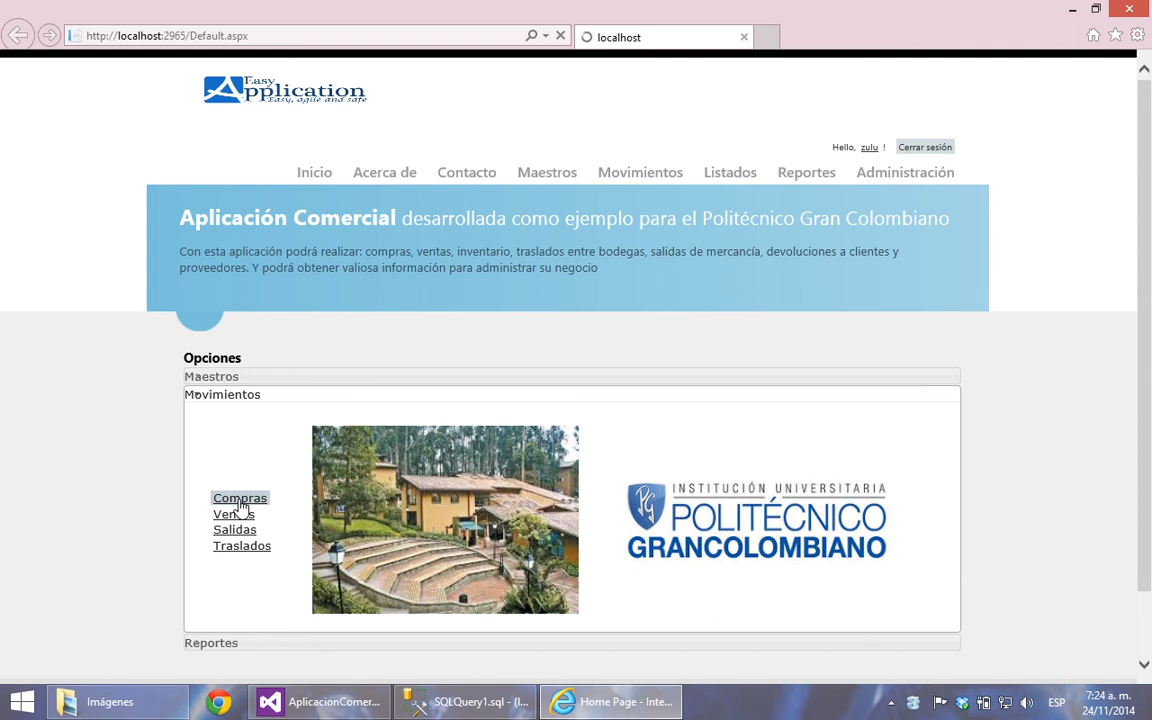 http://localhost:2965/Default.aspx
localhost
Easy
Application
Easy, agile and safe
Hello, zulu ! Cerrar sesión
Inicio Acerca de Contacto Maestros Movimientos Listados Reportes Administración
Aplicación Comercial desarrollada como ejemplo para el Politécnico Gran Colombiano
Con esta aplicación podrá realizar: compras, ventas, inventario, traslados entre bodegas, salidas de mercancía, devoluciones a clientes y
proveedores. Y podrá obtener valiosa información para administrar su negocio
Opciones
Maestros
Movimientos
Compras
Ventas
Salidas
Traslados
PG
INSTITUCIÓN UNIVERSITARIA
POLITÉCNICO
GRANCOLOMBIANO
Reportes
Imágenes
AplicacionComer...
SQLQuery1.sql - (l...
Home Page - Inte...
ESP
7:24 a. m.
24/11/2014